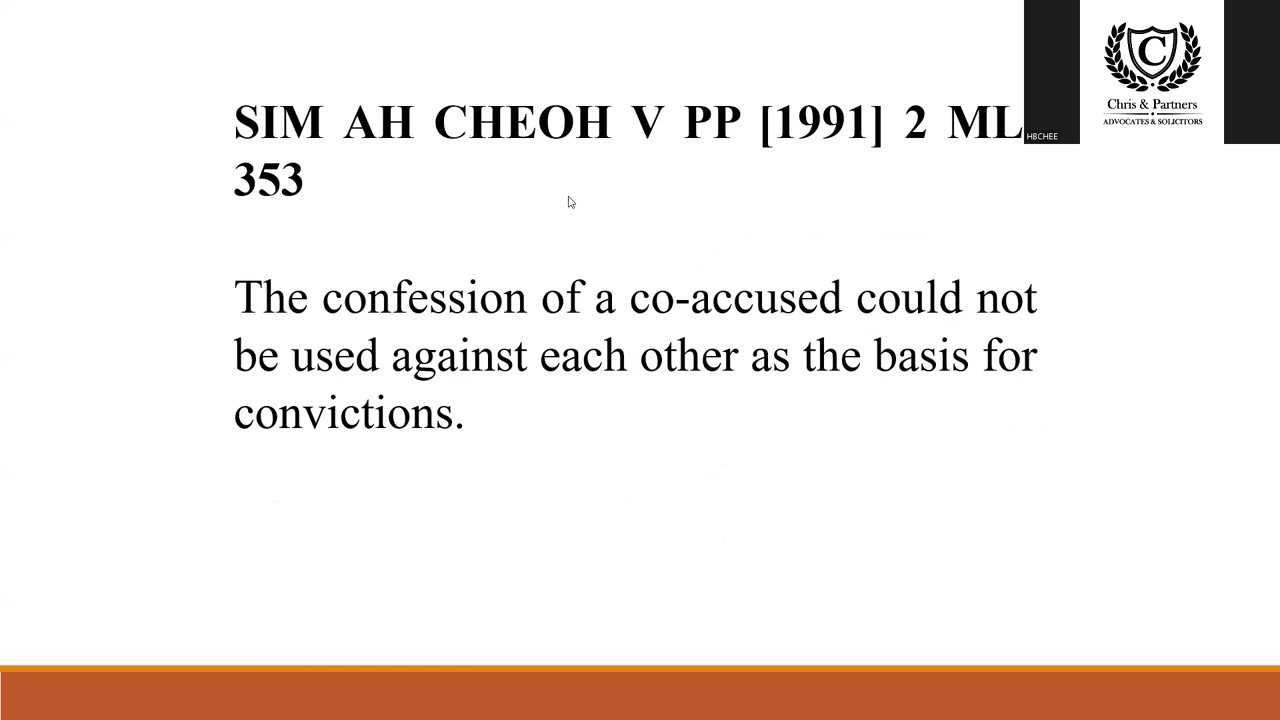 SIM AH CHEOH V PP [1991] 2 ML
353
The confession of a co-accused could not
be used against each other as the basis for
convictions.
HBCHEE
C
Chris & Partners
ADVOCATES & SOLICITORS